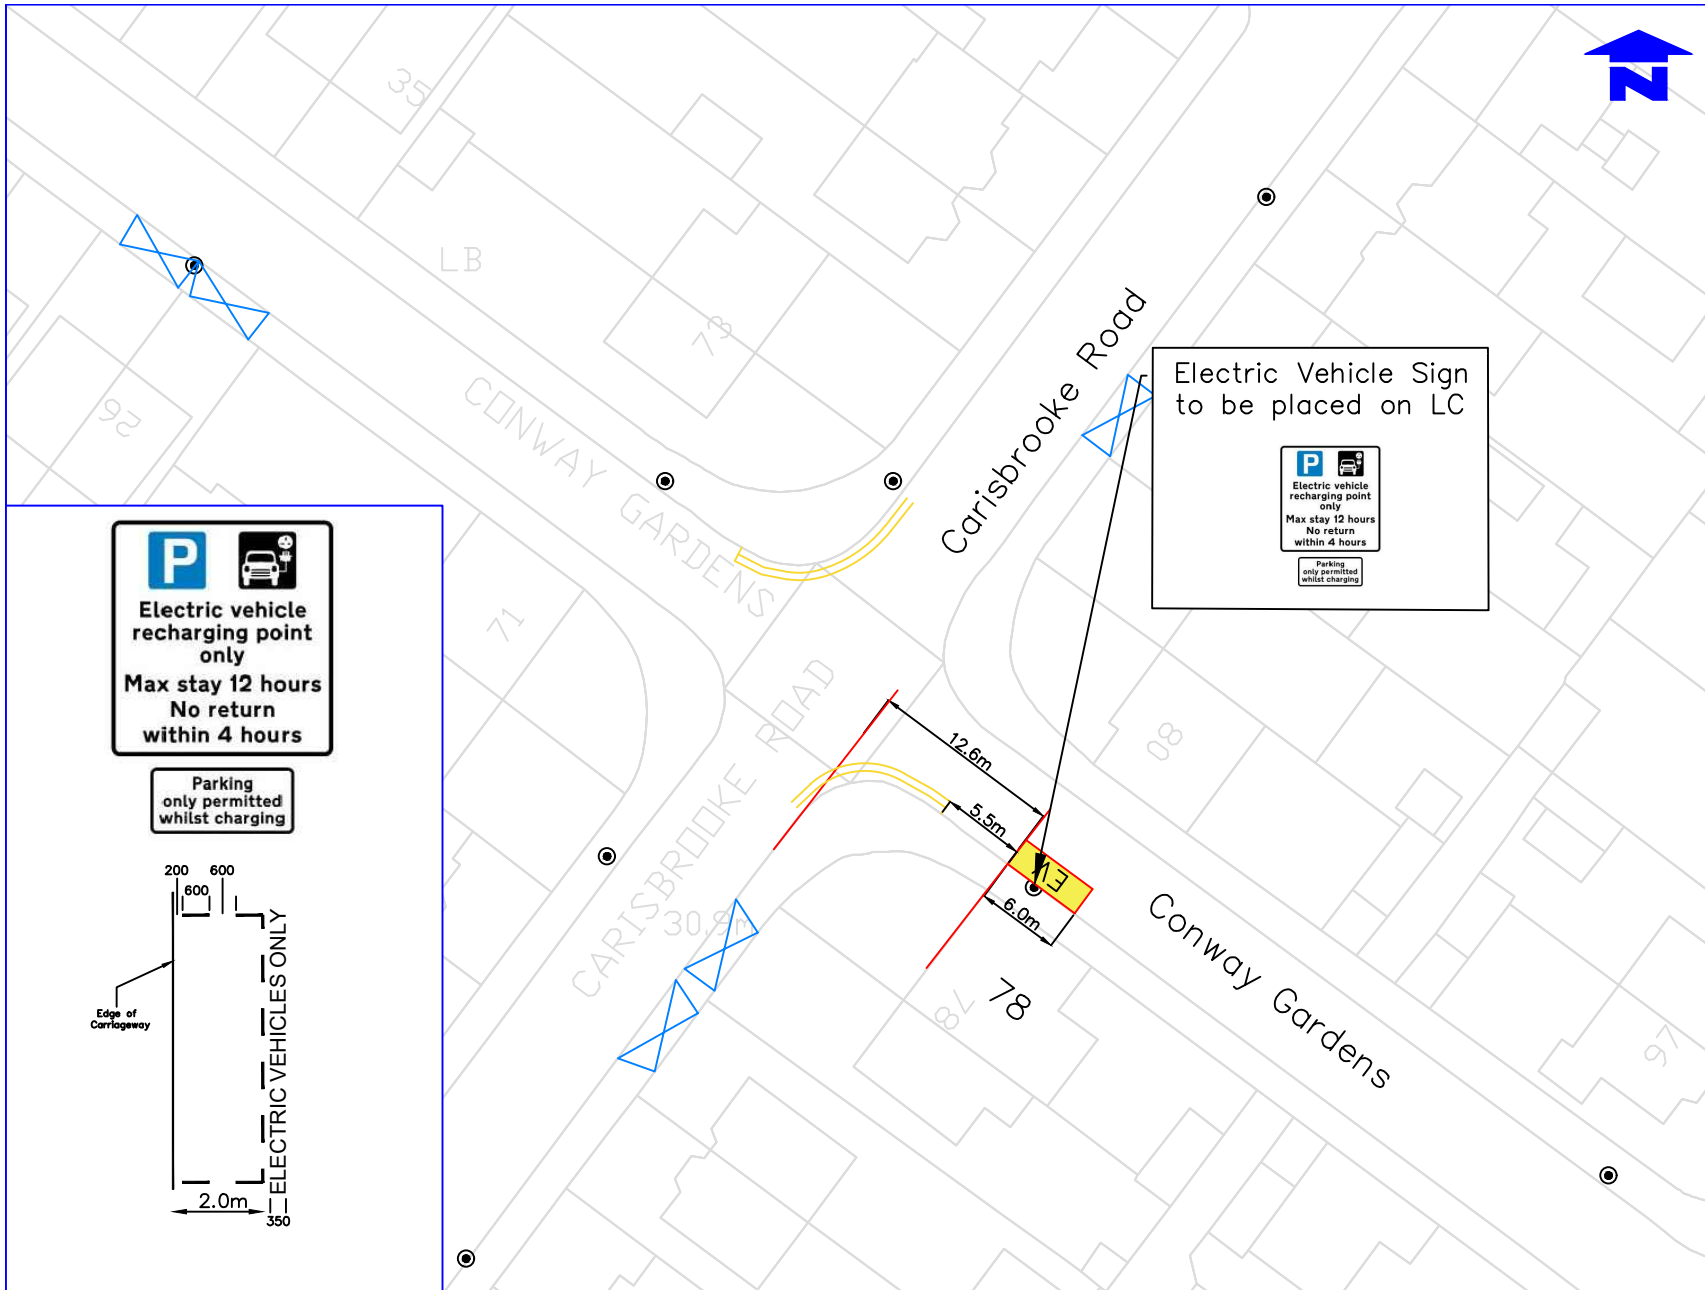 N
35
LB
73
26
CONWAY GARDENS
71
Carisbrooke Road
Electric Vehicle Sign
to be placed on LC
P
Electric vehicle
recharging point
only
Max stay 12 hours
No return
within 4 hours
Parking
only permitted
whilst charging
P
Electric vehicle
recharging point
only
Max stay 12 hours
No return
within 4 hours
Parking
only permitted
whilst charging
CARISBROOKE ROAD
30.9m
12.6m
5.5m
EV
6.0m
80
78
78
Conway Gardens
97
200
600
600
Edge of
Carriageway
ELECTRIC VEHICLES ONLY
2.0m
350